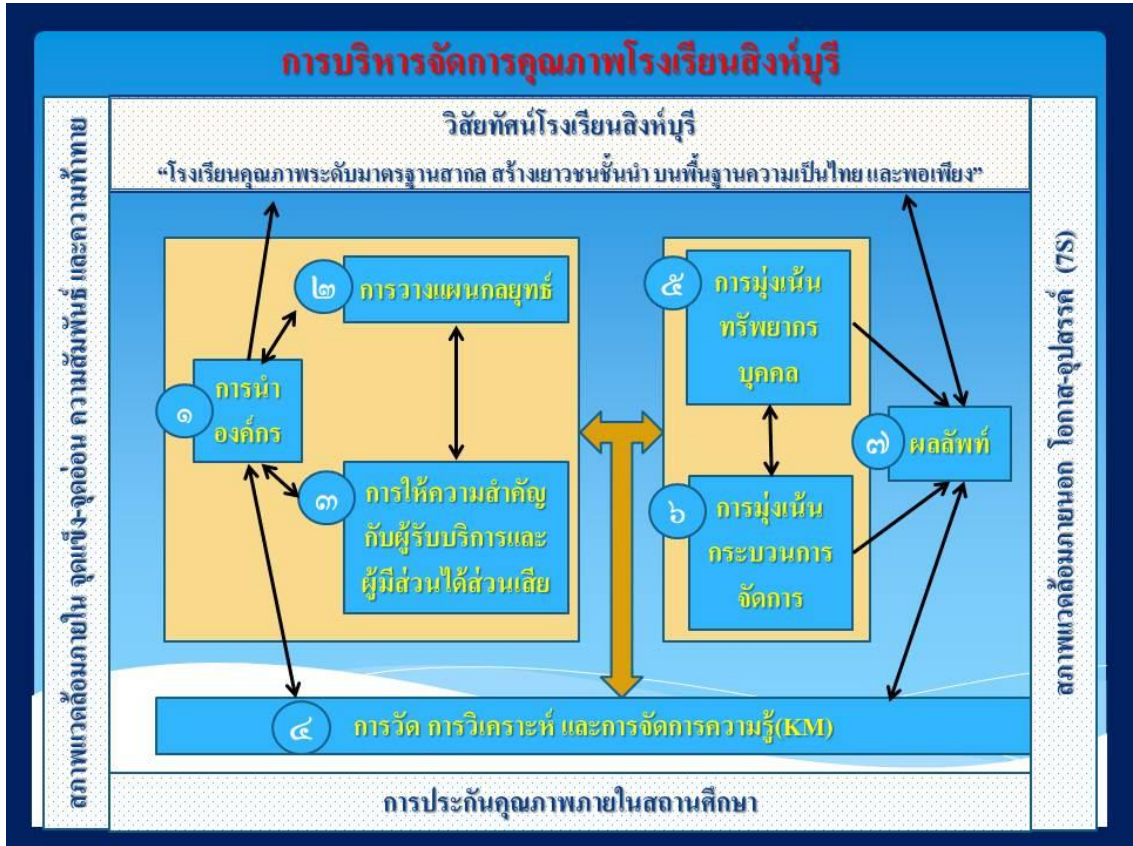 การบริหารจัดการคุณภาพโรงเรียนสิงห์บุรี
วิสัยทัศน์โรงเรียนสิงห์บุรี
“โรงเรียนคุณภาพระดับมาตรฐานสากล สร้างเยาวชนชั้นนำ บนพื้นฐานความเป็นไทย และพอเพียง”
สภาพแวดล้อมภายใน จุดแข็ง-จุดอ่อน ความสัมพันธ์ และความท้าทาย
๑
การนำ
องค์กร
๒
การวางแผนกลยุทธ์
๓
การให้ความสำคัญ
กับผู้รับบริการและ
ผู้มีส่วนได้ส่วนเสีย
๕
การมุ่งเน้น
ทรัพยากร
บุคคล
๖
การมุ่งเน้น
กระบวนการ
จัดการ
๗
ผลลัพท์
๔
การวัด การวิเคราะห์ และการจัดการความรู้(KM)
การประกันคุณภาพภายในสถานศึกษา
สภาพแวดล้อมภายนอก โอกาส-อุปสรรค์ (7S)